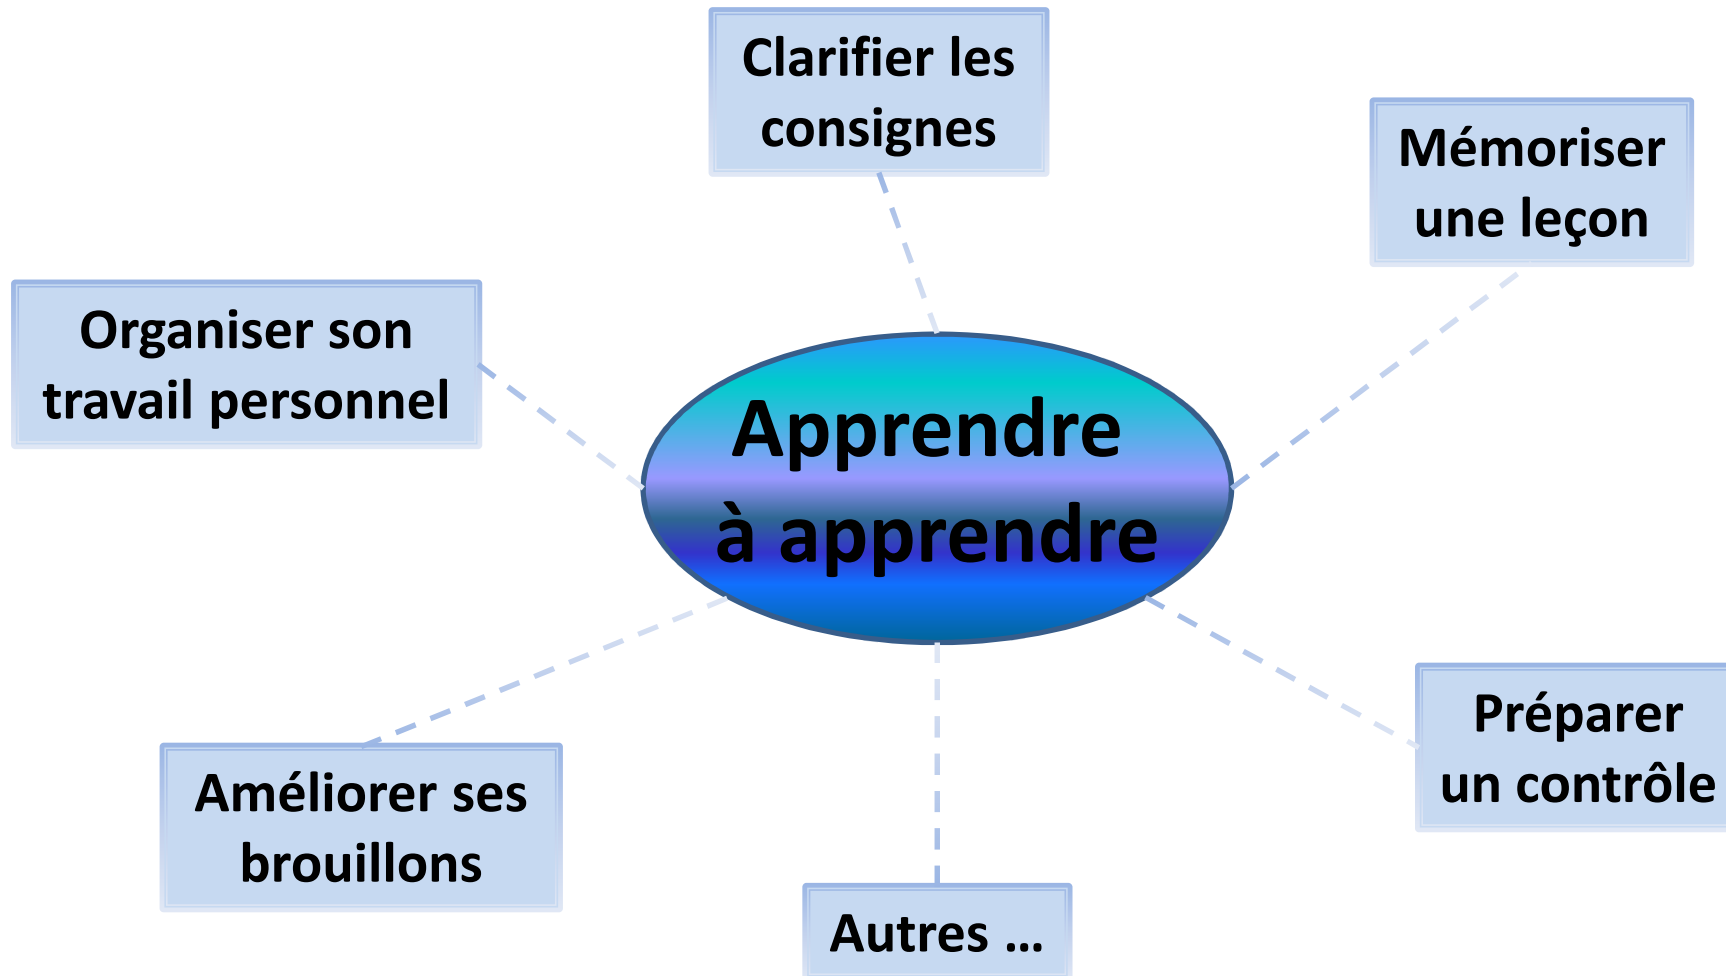 Clarifier les
consignes
Mémoriser
une leçon
Organiser son
travail personnel
Apprendre
à apprendre
Préparer
un contrôle
Améliorer ses
brouillons
Autres ...